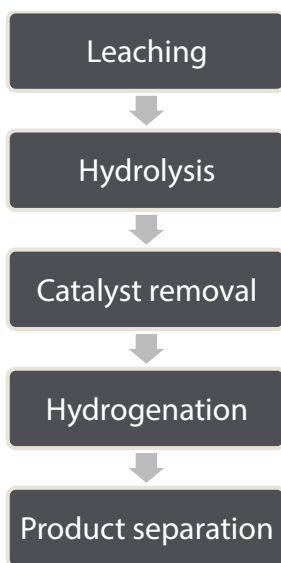 Leaching
Hydrolysis
Catalyst removal
Hydrogenation
Product separation